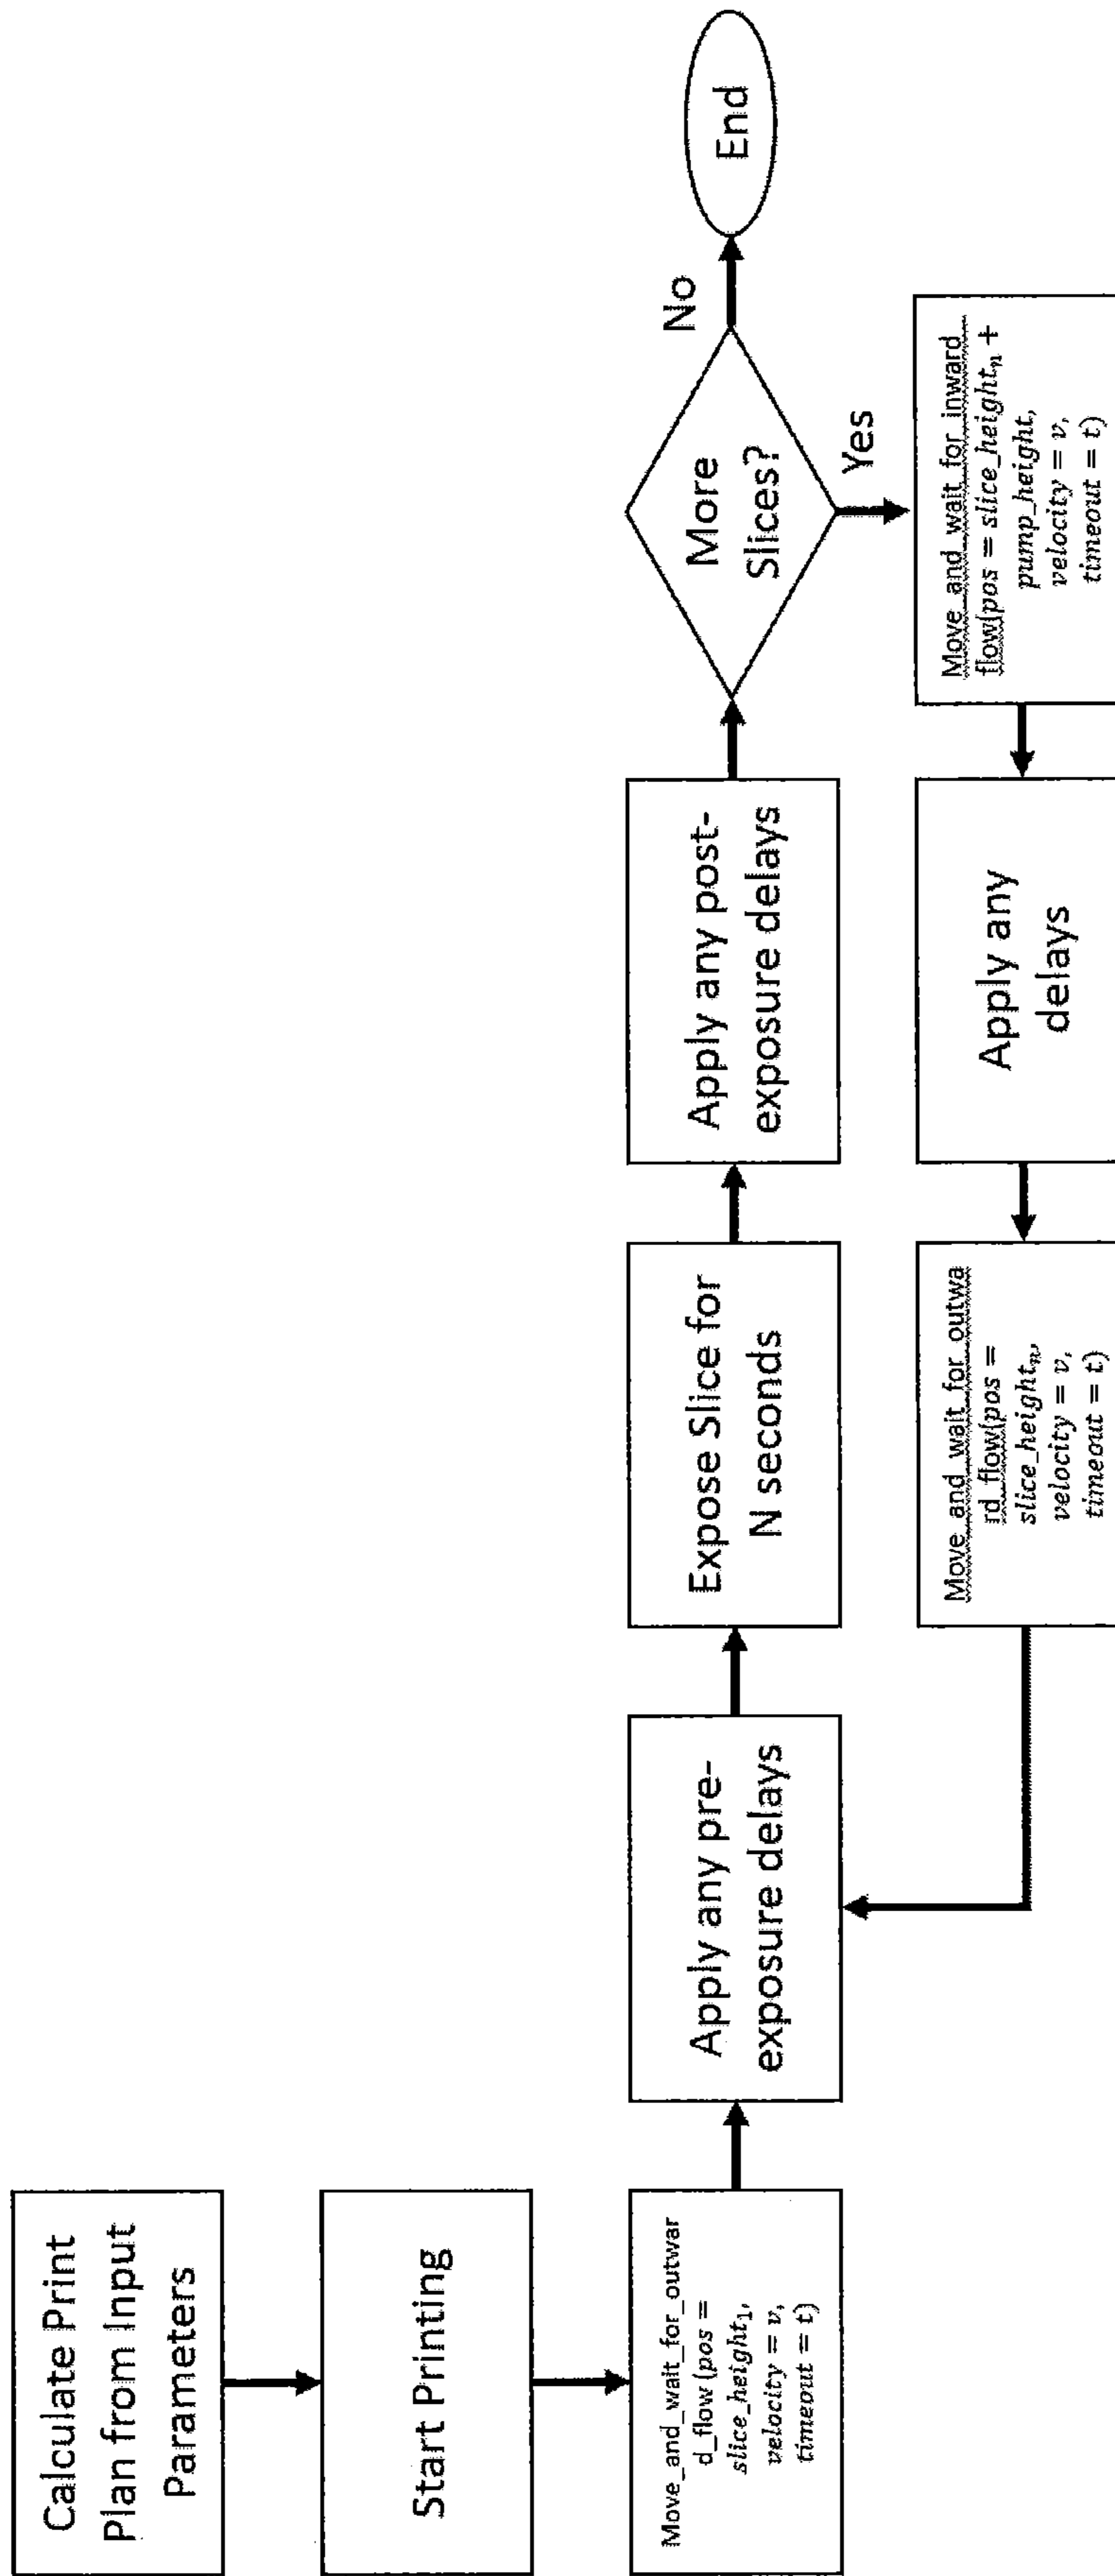 Calculate Print
Plan from Input
Parameters
Start Printing
Move_and_wait_for_outwar
d_flow (pos =
slice_height₁,
velocity = v,
timeout = t)
Apply any pre-
exposure delays
Expose Slice for
N seconds
Apply any post-
exposure delays
More
Slices?
No
End
Yes
Move_and_wait_for_inward_
flow(pos = slice_heightₙ +
pump_height,
velocity = v,
timeout = t)
Apply any
delays
Move_and_wait_for_outwa
rd_flow(pos =
slice_heightₙ,
velocity = v,
timeout = t)